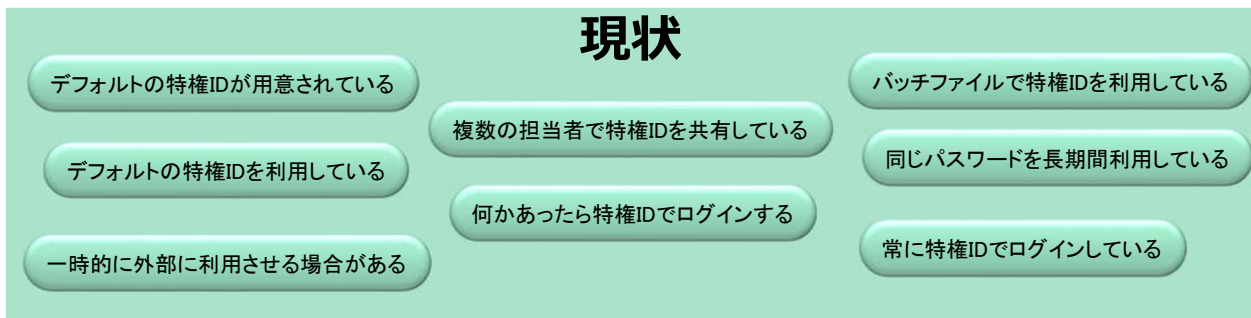 現状
デフォルトの特権IDが用意されている
デフォルトの特権IDを利用している
一時的に外部に利用させる場合がある
複数の担当者で特権IDを共有している
何かあったら特権IDでログインする
バッチファイルで特権IDを利用している
同じパスワードを長期間利用している
常に特権IDでログインしている